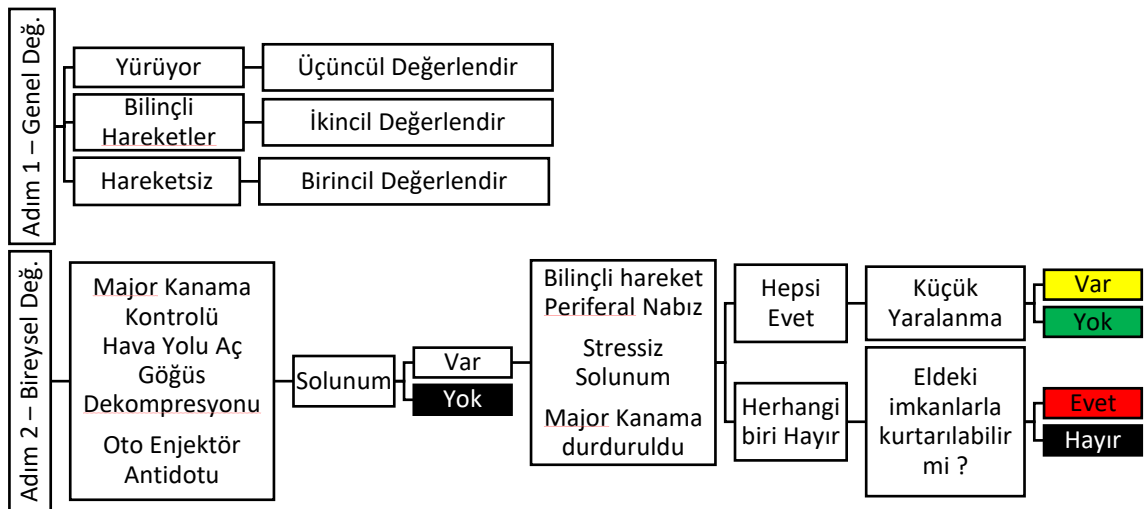 Adım 1 – Genel Değ.
Yürüyor
Üçüncül Değerlendir
Bilinçli
Hareketler
İkincil Değerlendir
Hareketsiz
Birincil Değerlendir
Adım 2 – Bireysel Değ.
Major Kanama
Kontrolü
Hava Yolu Aç
Göğüs
Dekompresyonu
Oto Enjektör
Antidotu
Solunum
Var
Yok
Bilinçli hareket
Periferal Nabız
Stressiz
Solunum
Major Kanama
durduruldu
Hepsi
Evet
Küçük
Yaralanma
Var
Yok
Herhangi
biri Hayır
Eldeki
imkanlarla
kurtarılabilir
mi ?
Evet
Hayır